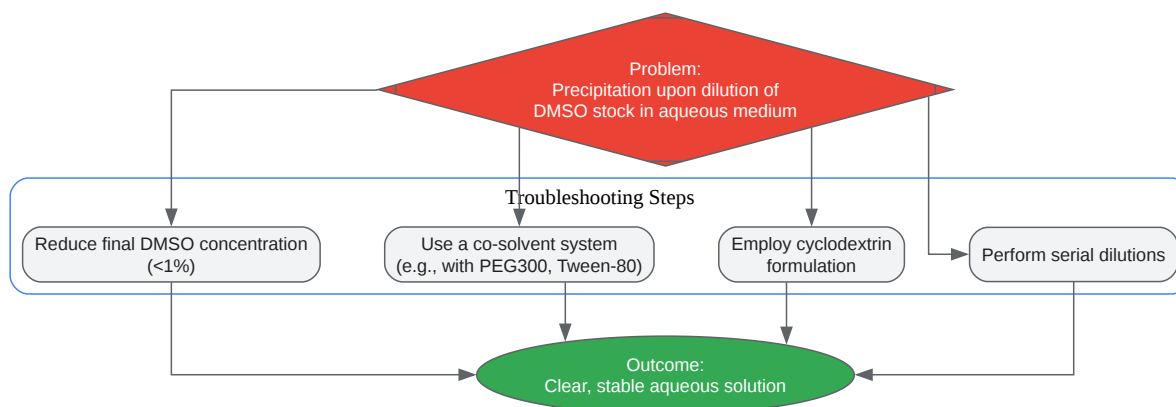 Problem:
Precipitation upon dilution of
DMSO stock in aqueous medium
Troubleshooting Steps
Reduce final DMSO concentration
(<1%)
Use a co-solvent system
(e.g., with PEG300, Tween-80)
Employ cyclodextrin
formulation
Perform serial dilutions
Outcome:
Clear, stable aqueous solution